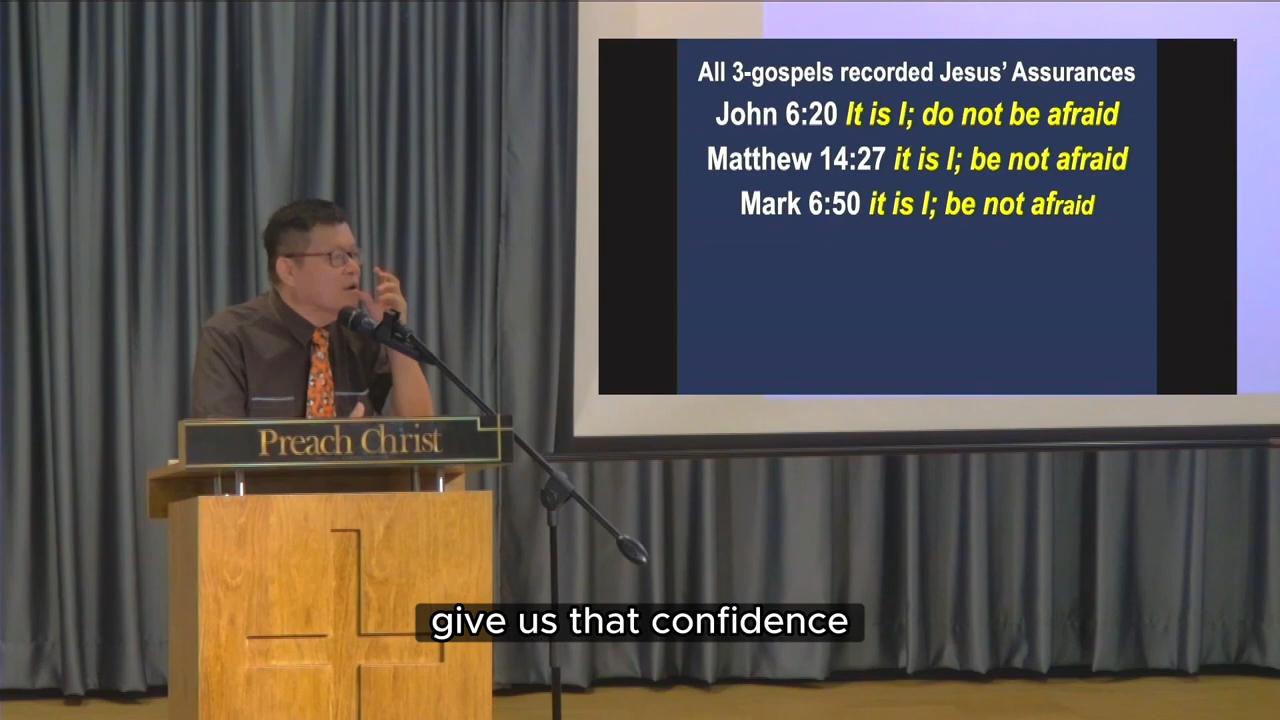 All 3-gospels recorded Jesus' Assurances
John 6:20 It is I; do not be afraid
Matthew 14:27 it is I; be not afraid
Mark 6:50 it is I; be not afraid
Preach Christ
give us that confidence